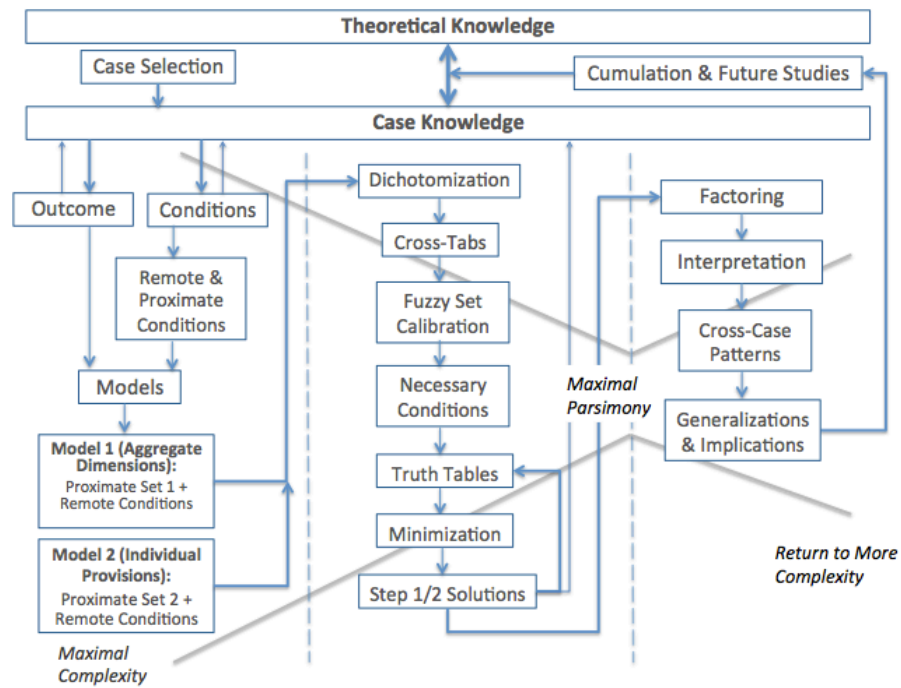 Theoretical Knowledge
Case Selection
Cumulation & Future Studies
Case Knowledge
Outcome
Conditions
Remote &
Proximate
Conditions
Models
Model 1 (Aggregate
Dimensions):
Proximate Set 1 +
Remote Conditions
Model 2 (Individual
Provisions):
Proximate Set 2 +
Remote Conditions
Maximal
Complexity
Dichotomization
Cross-Tabs
Fuzzy Set
Calibration
Necessary
Conditions
Truth Tables
Minimization
Step 1/2 Solutions
Maximal
Parsimony
Factoring
Interpretation
Cross-Case
Patterns
Generalizations
& Implications
Return to More
Complexity